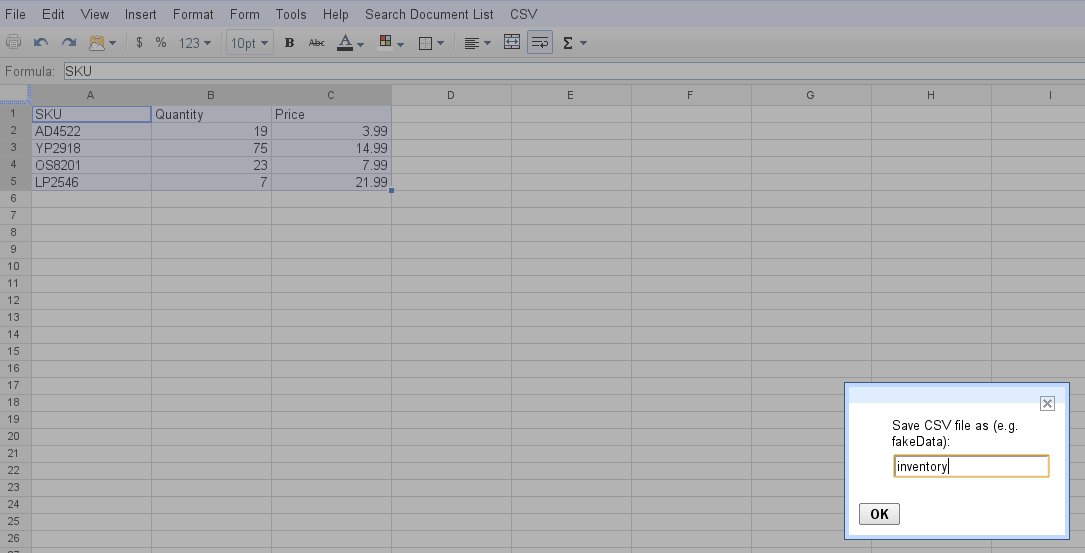 File Edit View Insert Format Form Tools Help Search Document List CSV
$ % 123 10pt B Abc A Σ
Formula: SKU
A B C D E F G H I
1 SKU Quantity Price
2 AD4522 19 3.99
3 YP2918 75 14.99
4 OS8201 23 7.99
5 LP2546 7 21.99
6
7
8
9
10
11
12
13
14
15
16
17
18
19
20
21
22
23
24
25
26
Save CSV file as (e.g.
fakeData):
inventory
OK